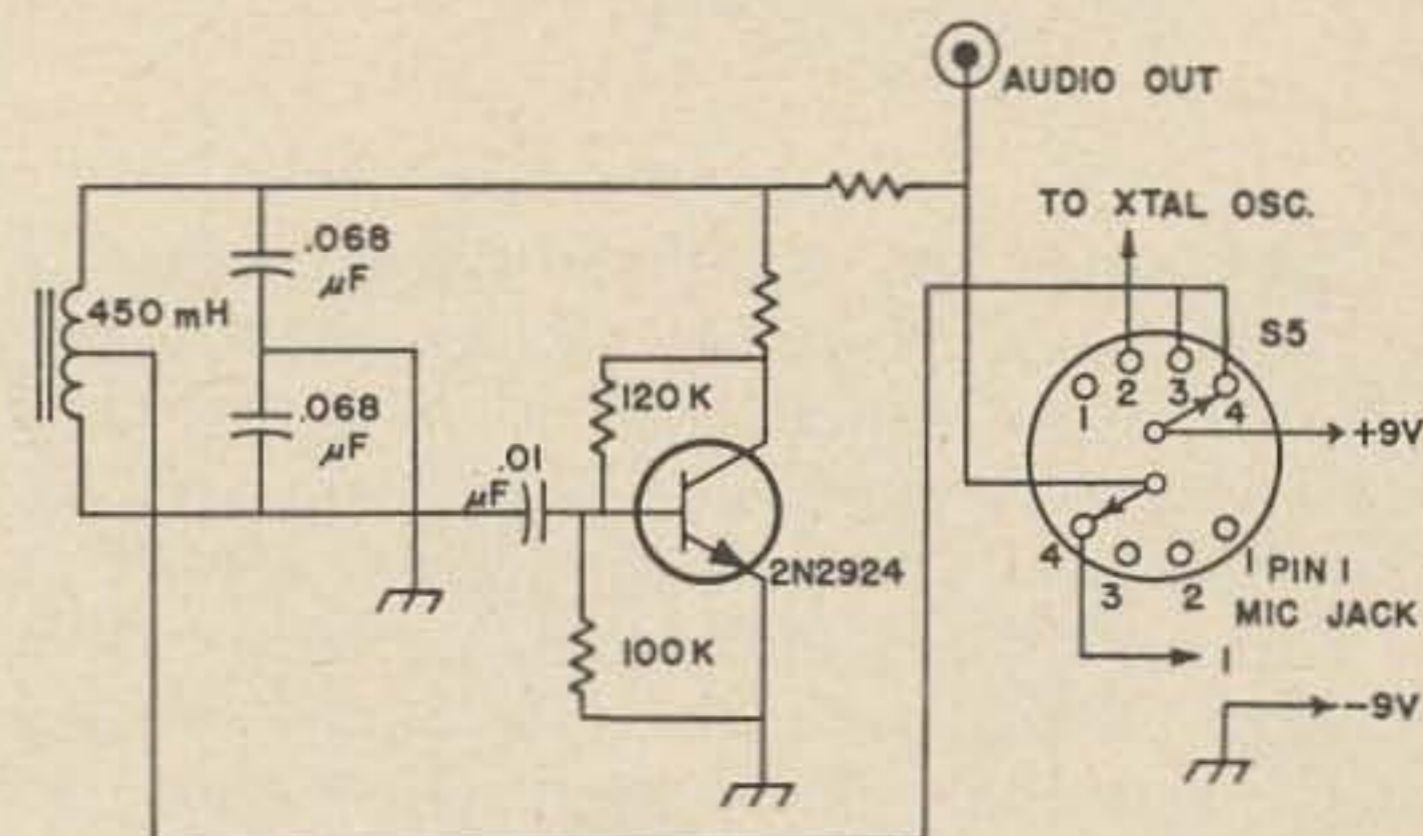 AUDIO OUT
TO XTAL OSC.
.068
μF
450 mH
S5
1
2
3
4
+9V
.068
μF
120 K
.01
μF
2N2924
4
3
2
1
PIN 1
MIC JACK
100K
1
-9V